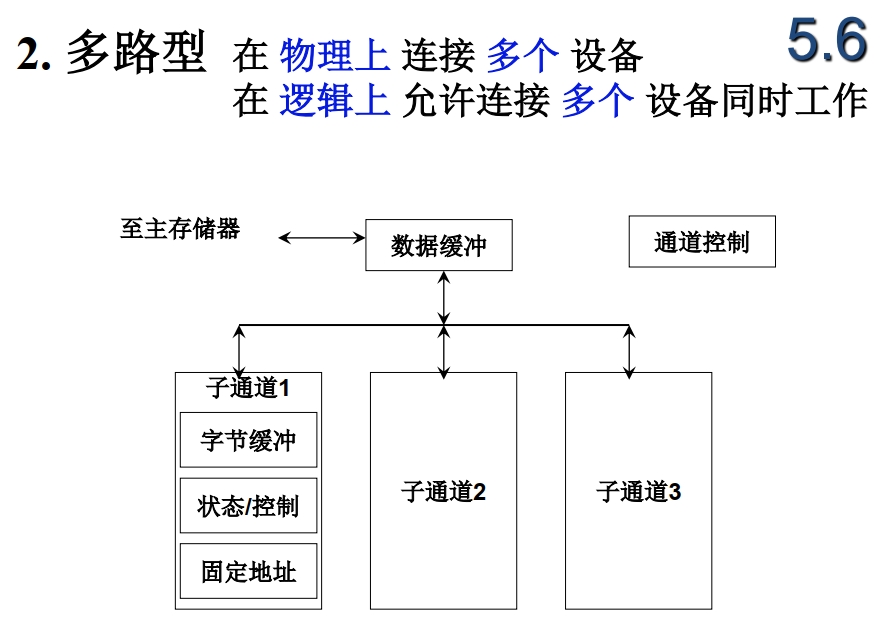 2. 多路型 在 物理上 连接 多个 设备
5.6
在 逻辑上 允许连接 多个 设备同时工作
至主存储器
数据缓冲
通道控制
子通道1
字节缓冲
状态/控制
固定地址
子通道2
子通道3